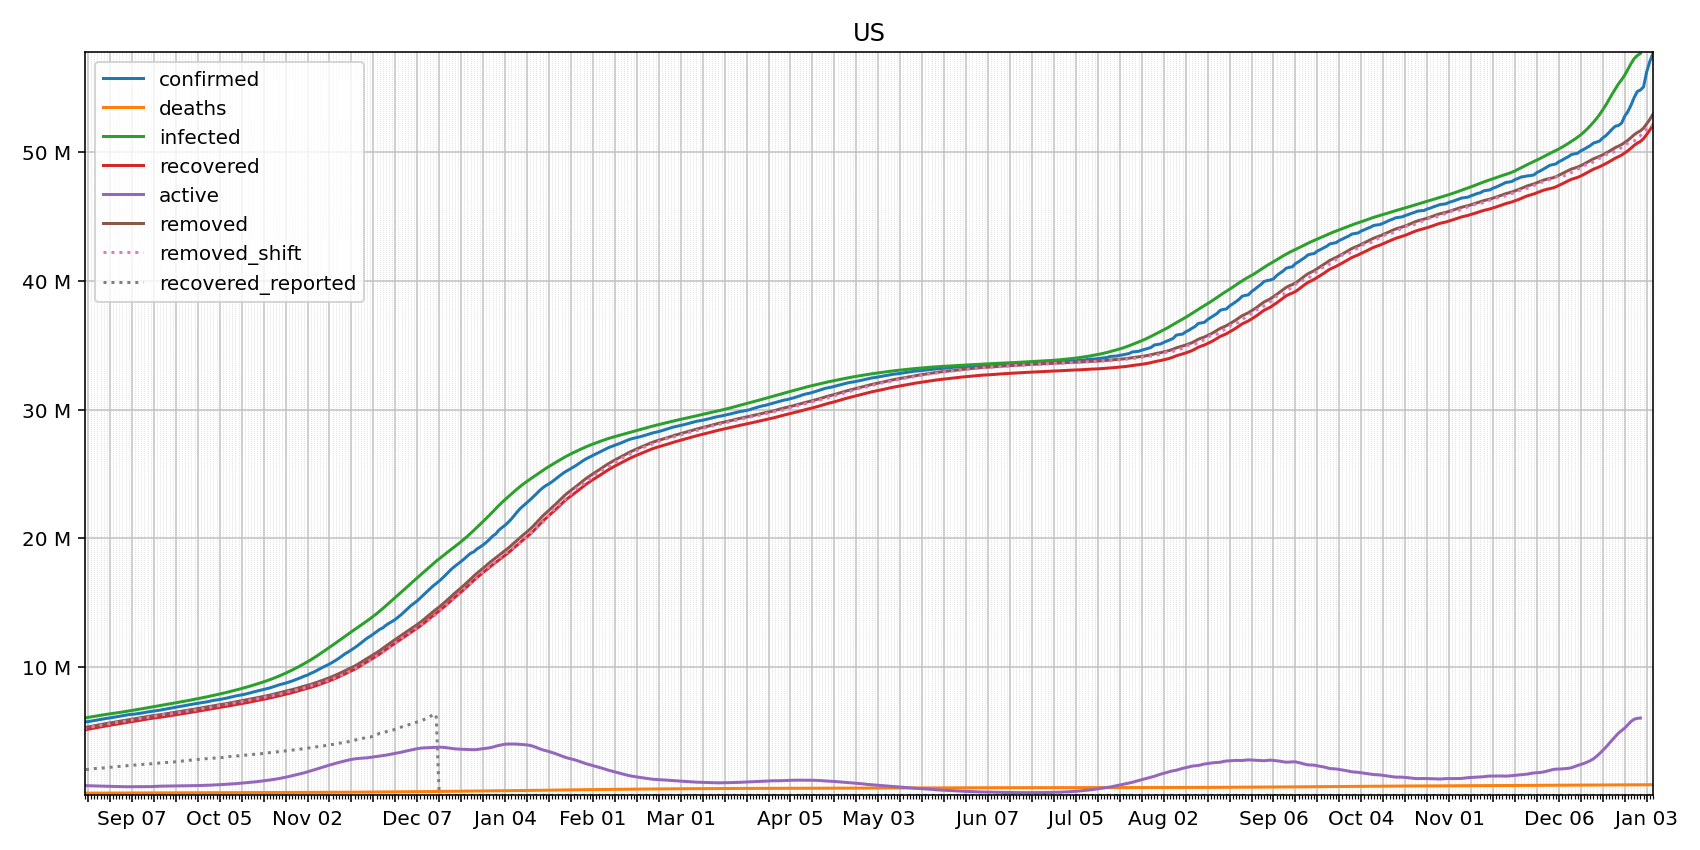 US
confirmed
deaths
infected
recovered
active
removed
removed_shift
recovered_reported
50 M
40 M
30 M
20 M
10 M
Sep 07 Oct 05 Nov 02 Dec 07 Jan 04 Feb 01 Mar 01 Apr 05 May 03 Jun 07 Jul 05 Aug 02 Sep 06 Oct 04 Nov 01 Dec 06 Jan 03